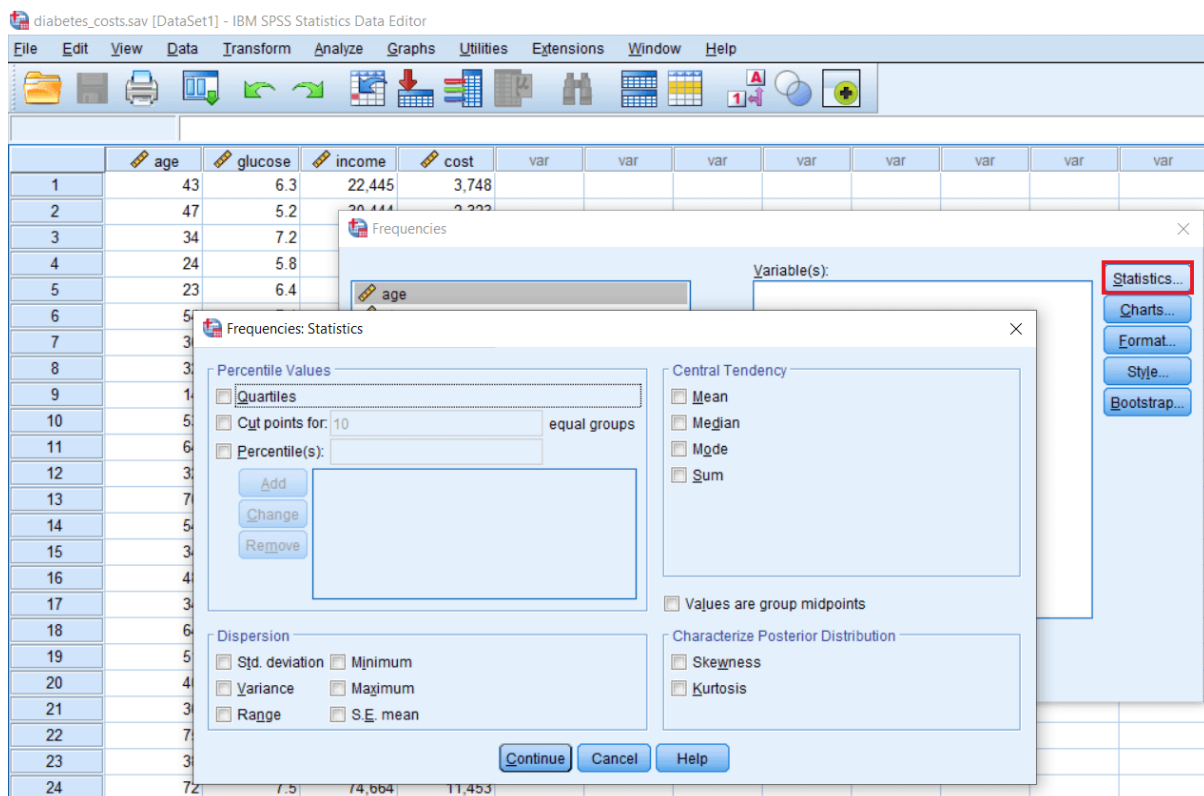 diabetes_costs.sav [DataSet1] - IBM SPSS Statistics Data Editor
File Edit View Data Transform Analyze Graphs Utilities Extensions Window Help
age glucose income cost var var var var var var var var
1 43 6.3 22,445 3,748
2 47 5.2
3 34 7.2
4 24 5.8
5 23 6.4
6
7
8
9
10
11
12
13
14
15
16
17
18
19
20
21
22
23
24 72 7.5 74,664 11,453
Frequencies
Variable(s):
age
Statistics...
Charts...
Format...
Style...
Bootstrap...
Frequencies: Statistics
Percentile Values
Quartiles
Cut points for: 10 equal groups
Percentile(s):
Add
Change
Remove
Central Tendency
Mean
Median
Mode
Sum
Values are group midpoints
Dispersion
Std. deviation Minimum
Variance Maximum
Range S.E. mean
Characterize Posterior Distribution
Skewness
Kurtosis
Continue Cancel Help